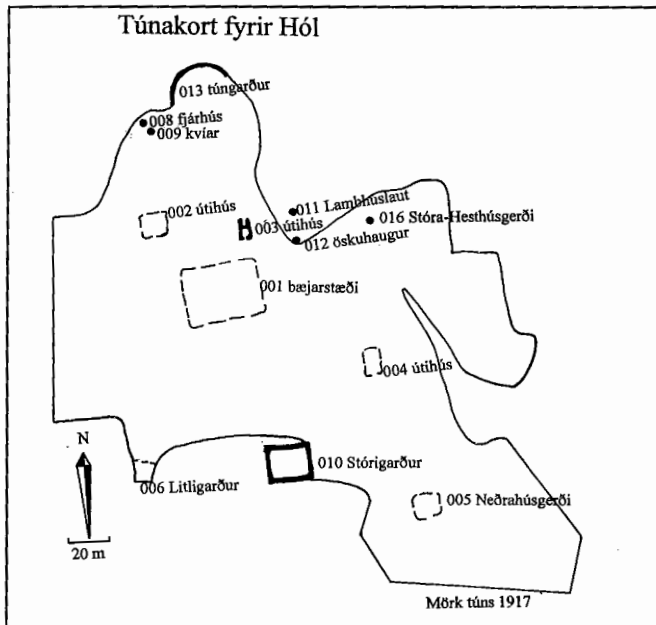 Túnakort fyrir Hól
013 túngarður
008 fjárhús
009 kvíar
002 útihús
003 útihús
011 Lambhúslaut
016 Stóra-Hesthúsgerði
012 öskuhaugur
001 bæjarstæði
004 útihús
N
006 Litligarður
010 Stórigarður
005 Neðrahúsgerði
20 m
Mörk túns 1917